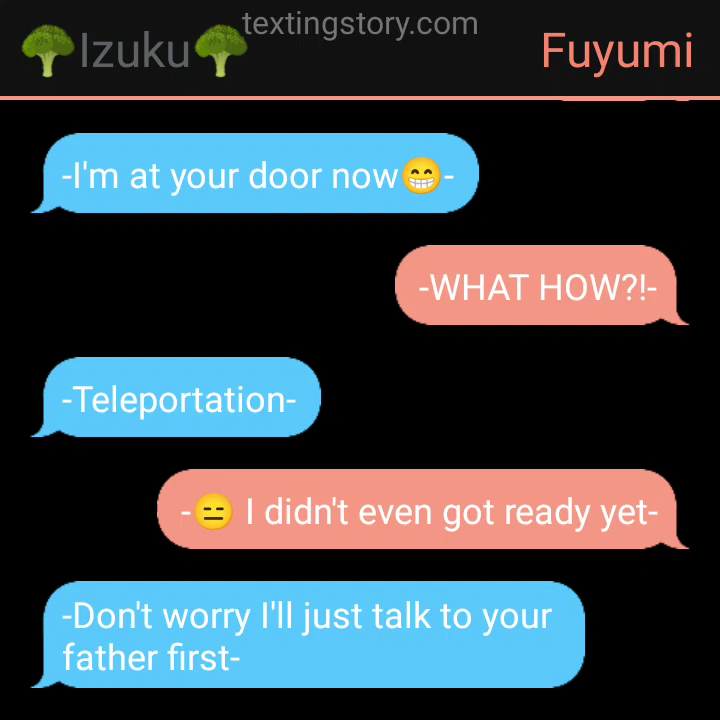 textingstory.com
🥦Izuku🥦 Fuyumi
-I'm at your door now😁-
-WHAT HOW?!-
-Teleportation-
-😑 I didn't even got ready yet-
-Don't worry I'll just talk to your
father first-